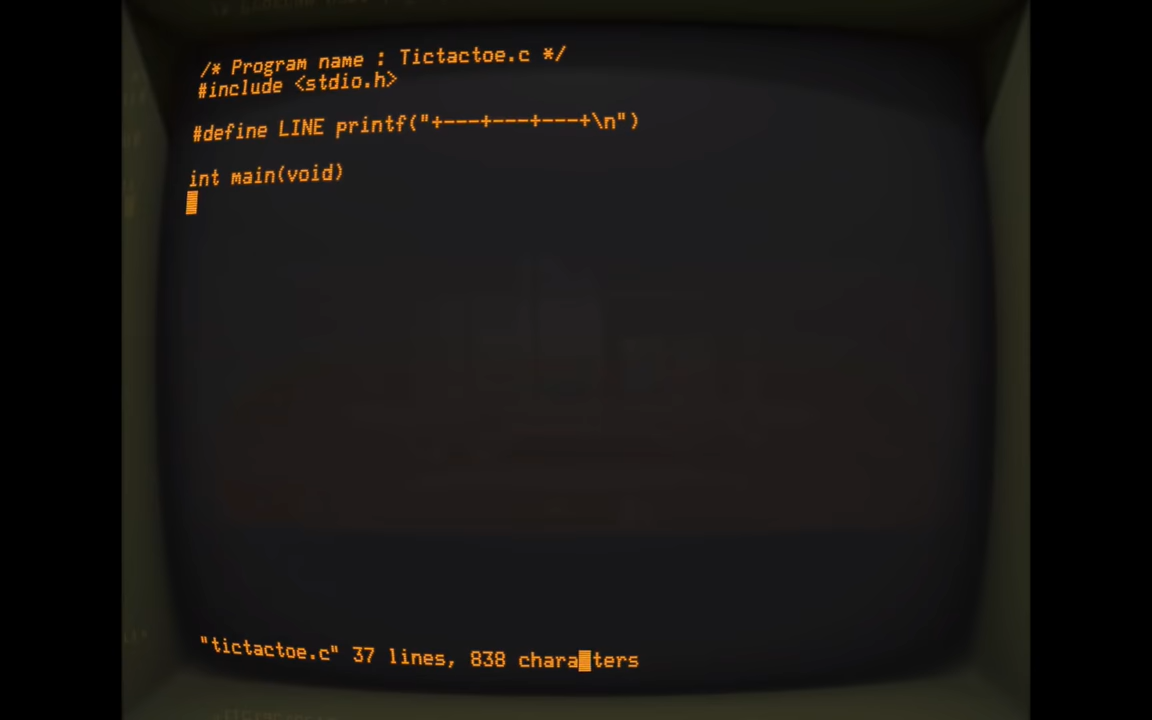 /* Program name : Tictactoe.c */
#include <stdio.h>
#define LINE printf("+---+---+---+\n")
int main(void)
"tictactoe.c" 37 lines, 838 characters